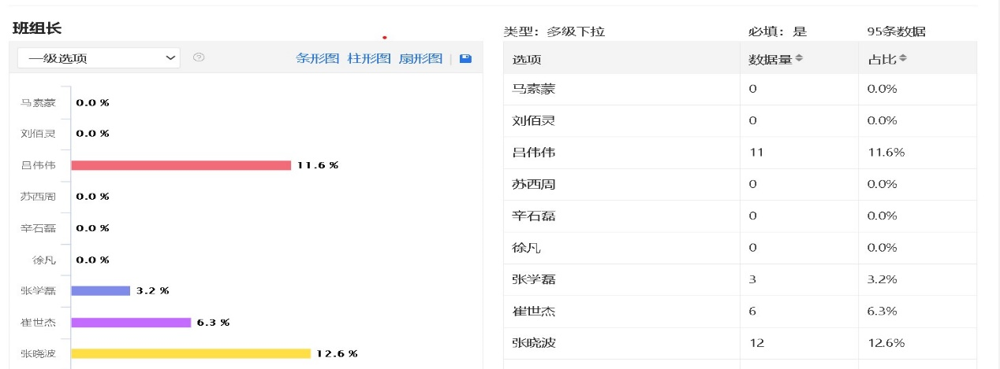 班组长
一级选项
条形图 柱形图 扇形图
马素蒙 0.0 %
刘佰灵 0.0 %
吕伟伟 11.6 %
苏西周 0.0 %
辛石磊 0.0 %
徐凡 0.0 %
张学磊 3.2 %
崔世杰 6.3 %
张晓波 12.6 %
类型：多级下拉 必填：是 95条数据
选项 数据量 占比
马素蒙 0 0.0%
刘佰灵 0 0.0%
吕伟伟 11 11.6%
苏西周 0 0.0%
辛石磊 0 0.0%
徐凡 0 0.0%
张学磊 3 3.2%
崔世杰 6 6.3%
张晓波 12 12.6%